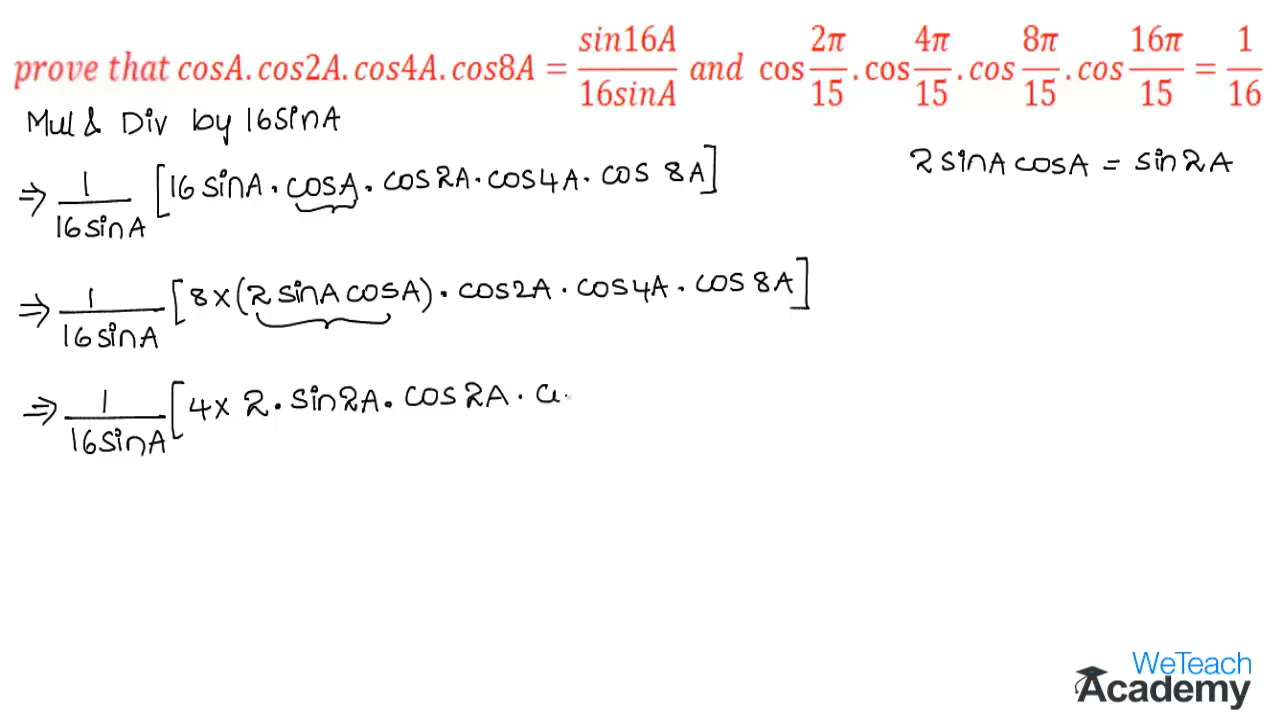 prove that cosA.cos2A.cos4A.cos8A = sin16A/16sinA and cos 2π/15 .cos 4π/15 .cos 8π/15 .cos 16π/15 = 1/16
Mul & Div by 16sinA
2 sinA cosA = sin2A
⇒ 1/16sinA [16 sinA · cosA · cos2A · cos4A · cos 8A]
⇒ 1/16sinA [8 × (2 sinA cosA) · cos2A · cos4A · cos 8A]
⇒ 1/16sinA [4 × 2 · sin2A · cos2A ·
WeTeach
Academy